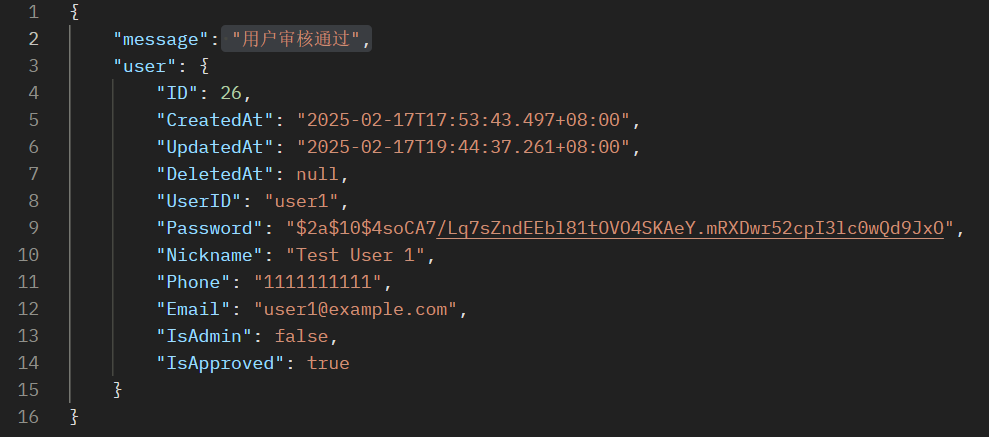 1 {
2 "message": "用户审核通过",
3 "user": {
4 "ID": 26,
5 "CreatedAt": "2025-02-17T17:53:43.497+08:00",
6 "UpdatedAt": "2025-02-17T19:44:37.261+08:00",
7 "DeletedAt": null,
8 "UserID": "user1",
9 "Password": "$2a$10$4soCA7/Lq7sZndEEbl81tOVO4SKAeY.mRXDwr52cpI3lc0wQd9JxO",
10 "Nickname": "Test User 1",
11 "Phone": "1111111111",
12 "Email": "user1@example.com",
13 "IsAdmin": false,
14 "IsApproved": true
15 }
16 }